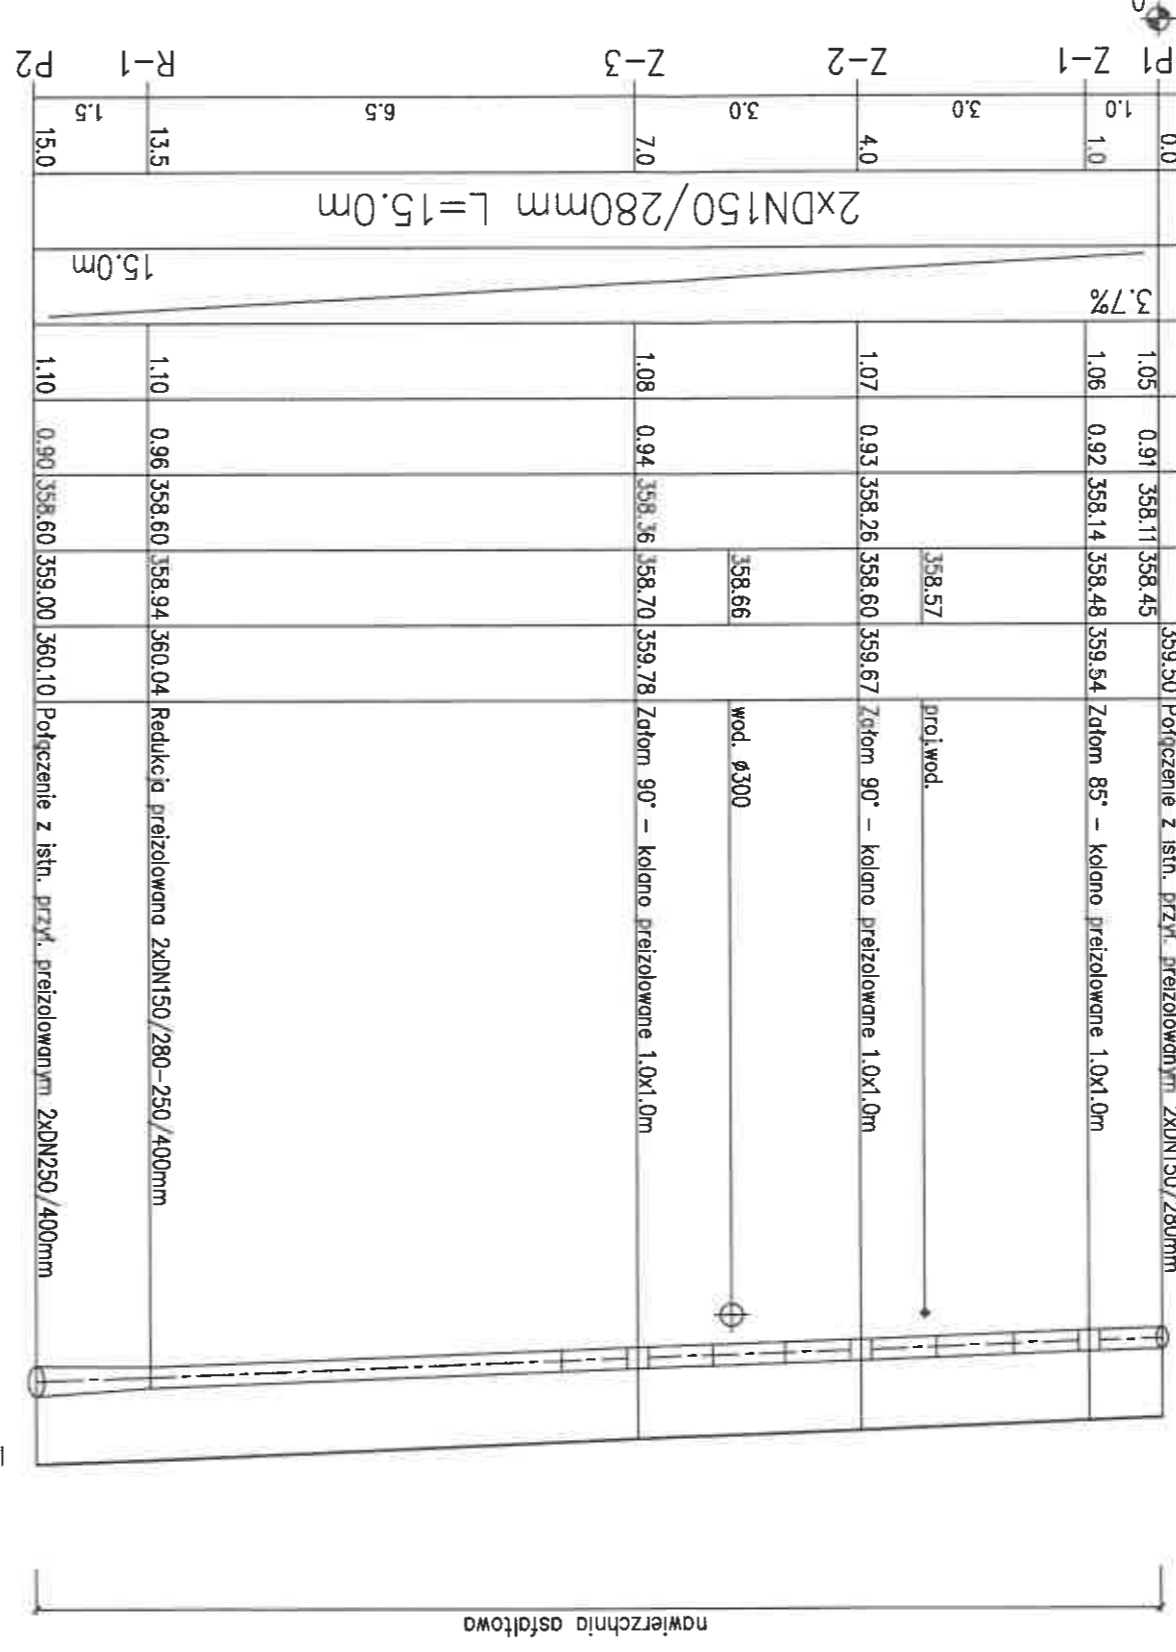 nawierzchnia asfaltowa
359.50 Połączenie z istn. przył. preizolowanym 2xDN150/280mm
359.54 Załom 85° - kolano preizolowane 1.0x1.0m
proj.wod.
359.67 Załom 90° - kolano preizolowane 1.0x1.0m
wod. ø300
359.78 Załom 90° - kolano preizolowane 1.0x1.0m
360.04 Redukcja preizolowana 2xDN150/280-250/400mm
360.10 Połączenie z istn. przył. preizolowanym 2xDN250/400mm
358.45
358.48
358.57
358.60
358.66
358.70
358.94
359.00
358.11
358.14
358.26
358.36
358.60
358.60
0.91
0.92
0.93
0.94
0.96
0.90
1.05
1.06
1.07
1.08
1.10
1.10
3.7%
15.0m
2xDN150/280mm L=15.0m
0.0
1.0
4.0
7.0
13.5
15.0
1.0
3.0
3.0
6.5
1.5
P1
Z-1
Z-2
Z-3
R-1
P2